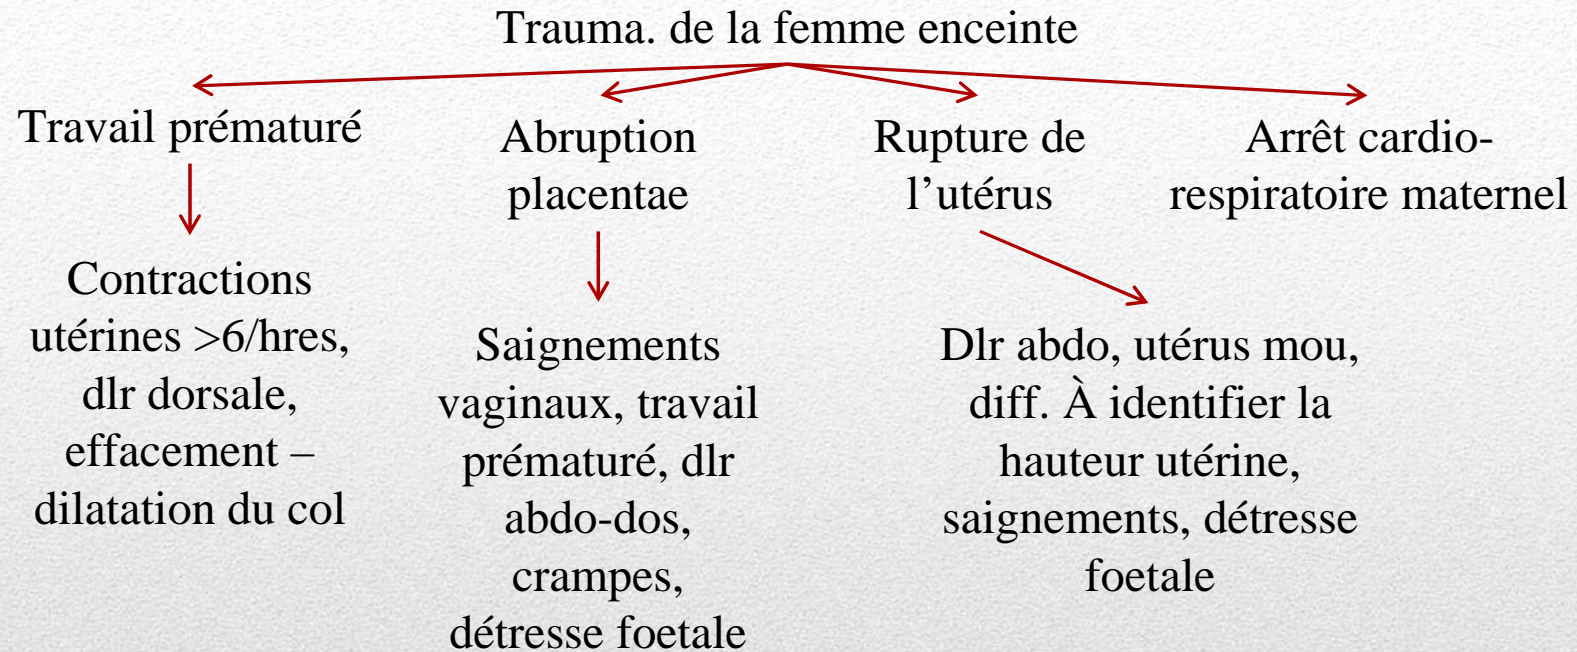 Trauma. de la femme enceinte
Travail prématuré
Abruption
placentae
Rupture de
l’utérus
Arrêt cardio-
respiratoire maternel
Contractions
utérines >6/hres,
dlr dorsale,
effacement –
dilatation du col
Saignements
vaginaux, travail
prématuré, dlr
abdo-dos,
crampes,
détresse foetale
Dlr abdo, utérus mou,
diff. À identifier la
hauteur utérine,
saignements, détresse
foetale